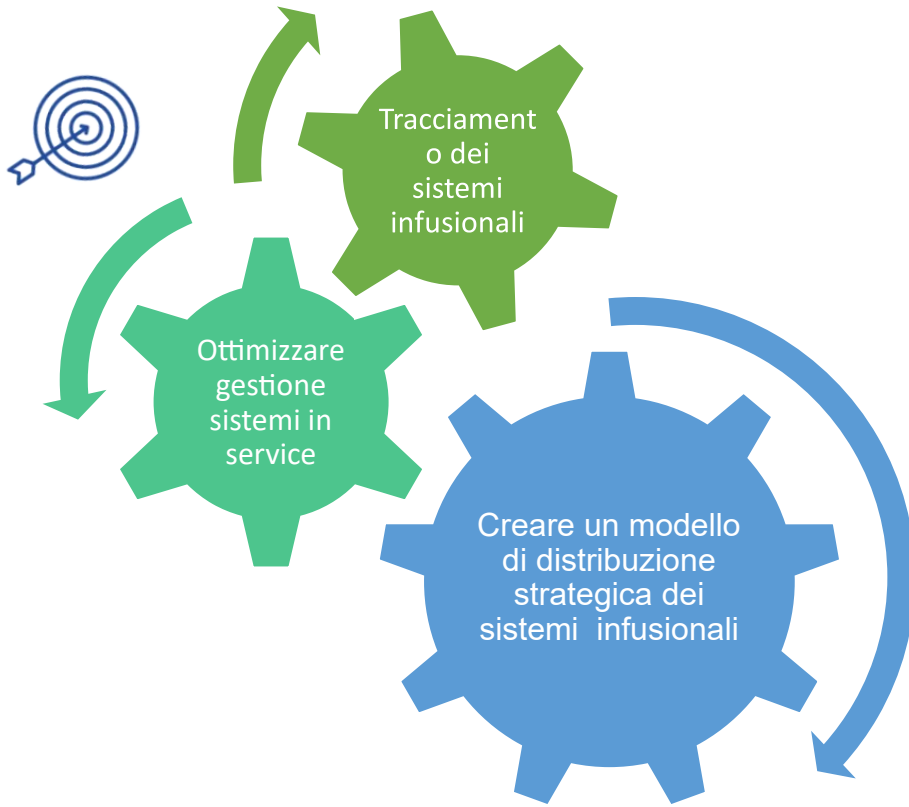 Tracciament
o dei
sistemi
infusionali
Ottimizzare
gestione
sistemi in
service
Creare un modello
di distribuzione
strategica dei
sistemi  infusionali